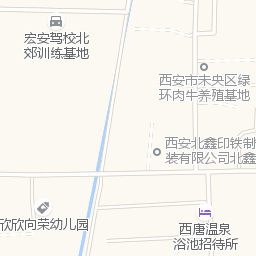 宏安驾校北
郊训练基地
西安市未央区绿
环肉牛养殖基地
西安北鑫印铁制
装有限公司北鑫
欣欣向荣幼儿园
西唐温泉
浴池招待所